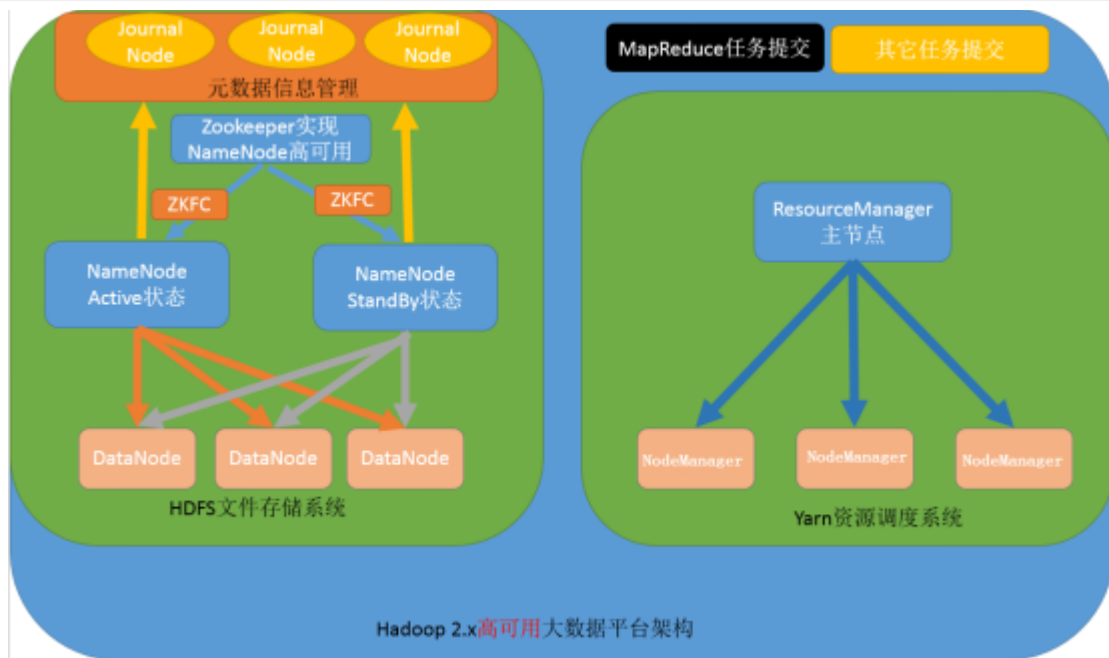 Journal
Node
Journal
Node
Journal
Node
元数据信息管理
Zookeeper实现
NameNode高可用
ZKFC
ZKFC
NameNode
Active状态
NameNode
StandBy状态
DataNode
DataNode
DataNode
HDFS文件存储系统
MapReduce任务提交
其它任务提交
ResourceManager
主节点
NodeManager
NodeManager
NodeManager
Yarn资源调度系统
Hadoop 2.x高可用大数据平台架构